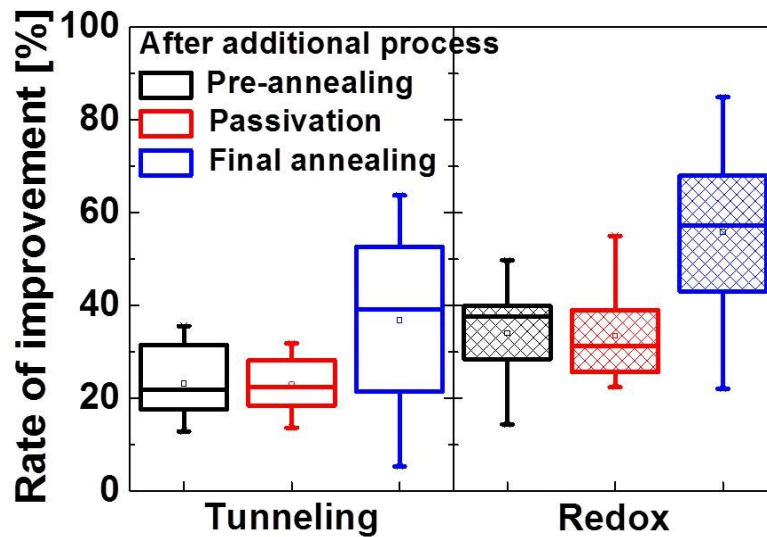 Rate of improvement [%]
100
80
60
40
20
0
After additional process
Pre-annealing
Passivation
Final annealing
Tunneling
Redox